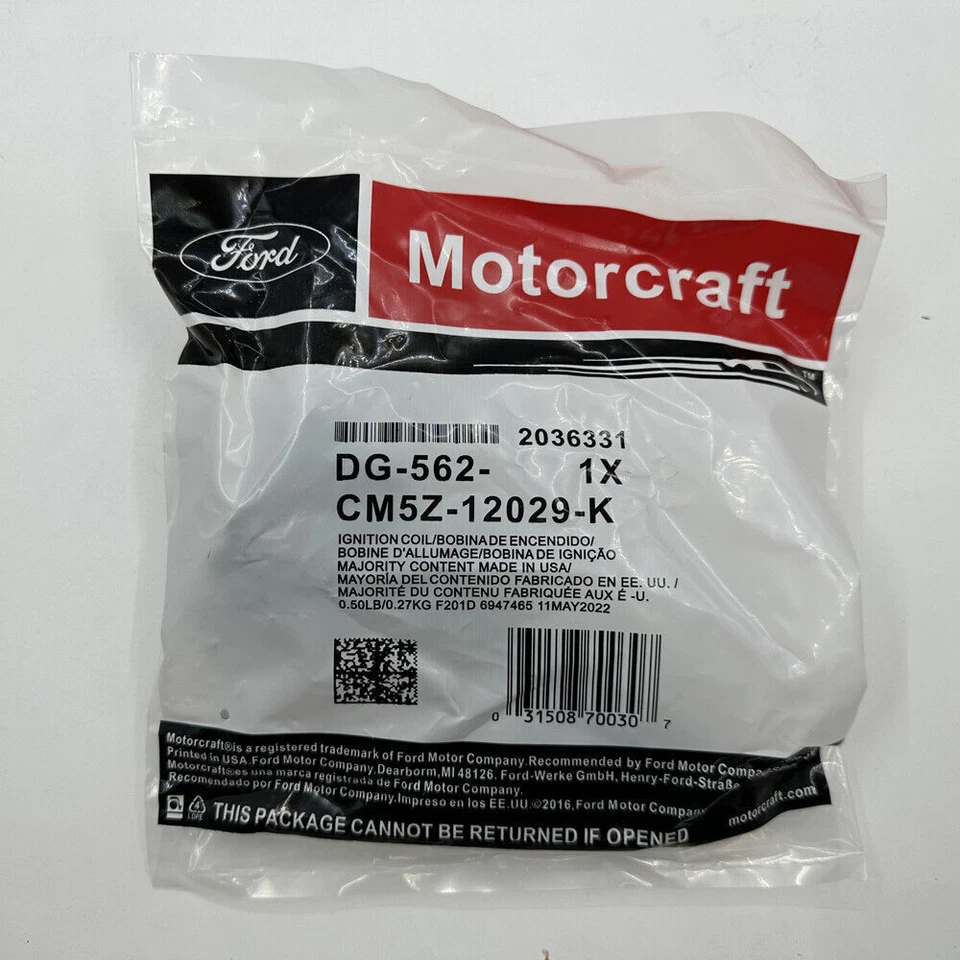 Ford
Motorcraft
TM
2036331
DG-562- 1X
CM5Z-12029-K
IGNITION COIL/BOBINA DE ENCENDIDO/
BOBINE D'ALLUMAGE/BOBINA DE IGNIÇÃO
MAJORITY CONTENT MADE IN USA/
MAYORÍA DEL CONTENIDO FABRICADO EN EE. UU. /
MAJORITÉ DU CONTENU FABRIQUÉE AUX É -U.
0.50LB/0.27KG F201D 6947465 11MAY2022
0 31508 70030 7
Motorcraft®is a registered trademark of Ford Motor Company.Recommended by Ford Motor
Printed in USA.Ford Motor Company,Dearborn,MI 48126. Ford-Werke GmbH, Henry-Ford-Straße
Motorcraft®es una marca registrada de Ford Motor Company.
Recomendado por Ford Motor Company.Impreso en los EE.UU.©2016,Ford Motor Company
motorcraft.com
4
LDPE
THIS PACKAGE CANNOT BE RETURNED IF OPENED